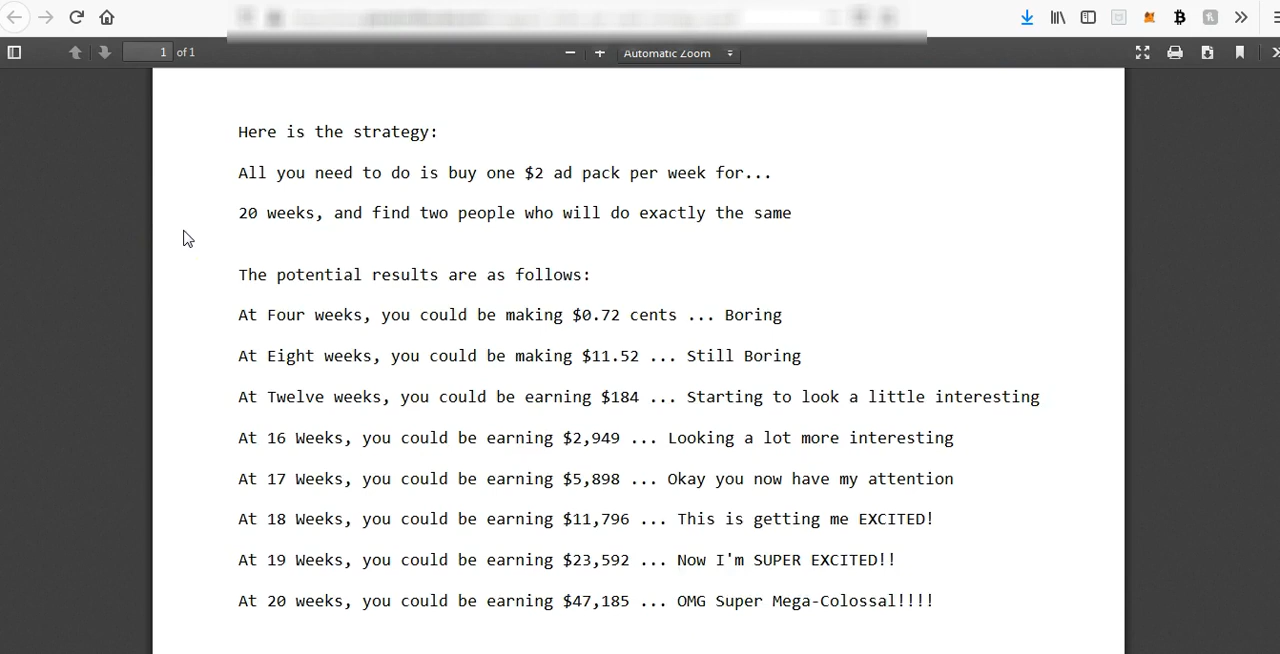 1 of 1
Automatic Zoom
Here is the strategy:
All you need to do is buy one $2 ad pack per week for...
20 weeks, and find two people who will do exactly the same
The potential results are as follows:
At Four weeks, you could be making $0.72 cents ... Boring
At Eight weeks, you could be making $11.52 ... Still Boring
At Twelve weeks, you could be earning $184 ... Starting to look a little interesting
At 16 Weeks, you could be earning $2,949 ... Looking a lot more interesting
At 17 Weeks, you could be earning $5,898 ... Okay you now have my attention
At 18 Weeks, you could be earning $11,796 ... This is getting me EXCITED!
At 19 Weeks, you could be earning $23,592 ... Now I'm SUPER EXCITED!!
At 20 weeks, you could be earning $47,185 ... OMG Super Mega-Colossal!!!!